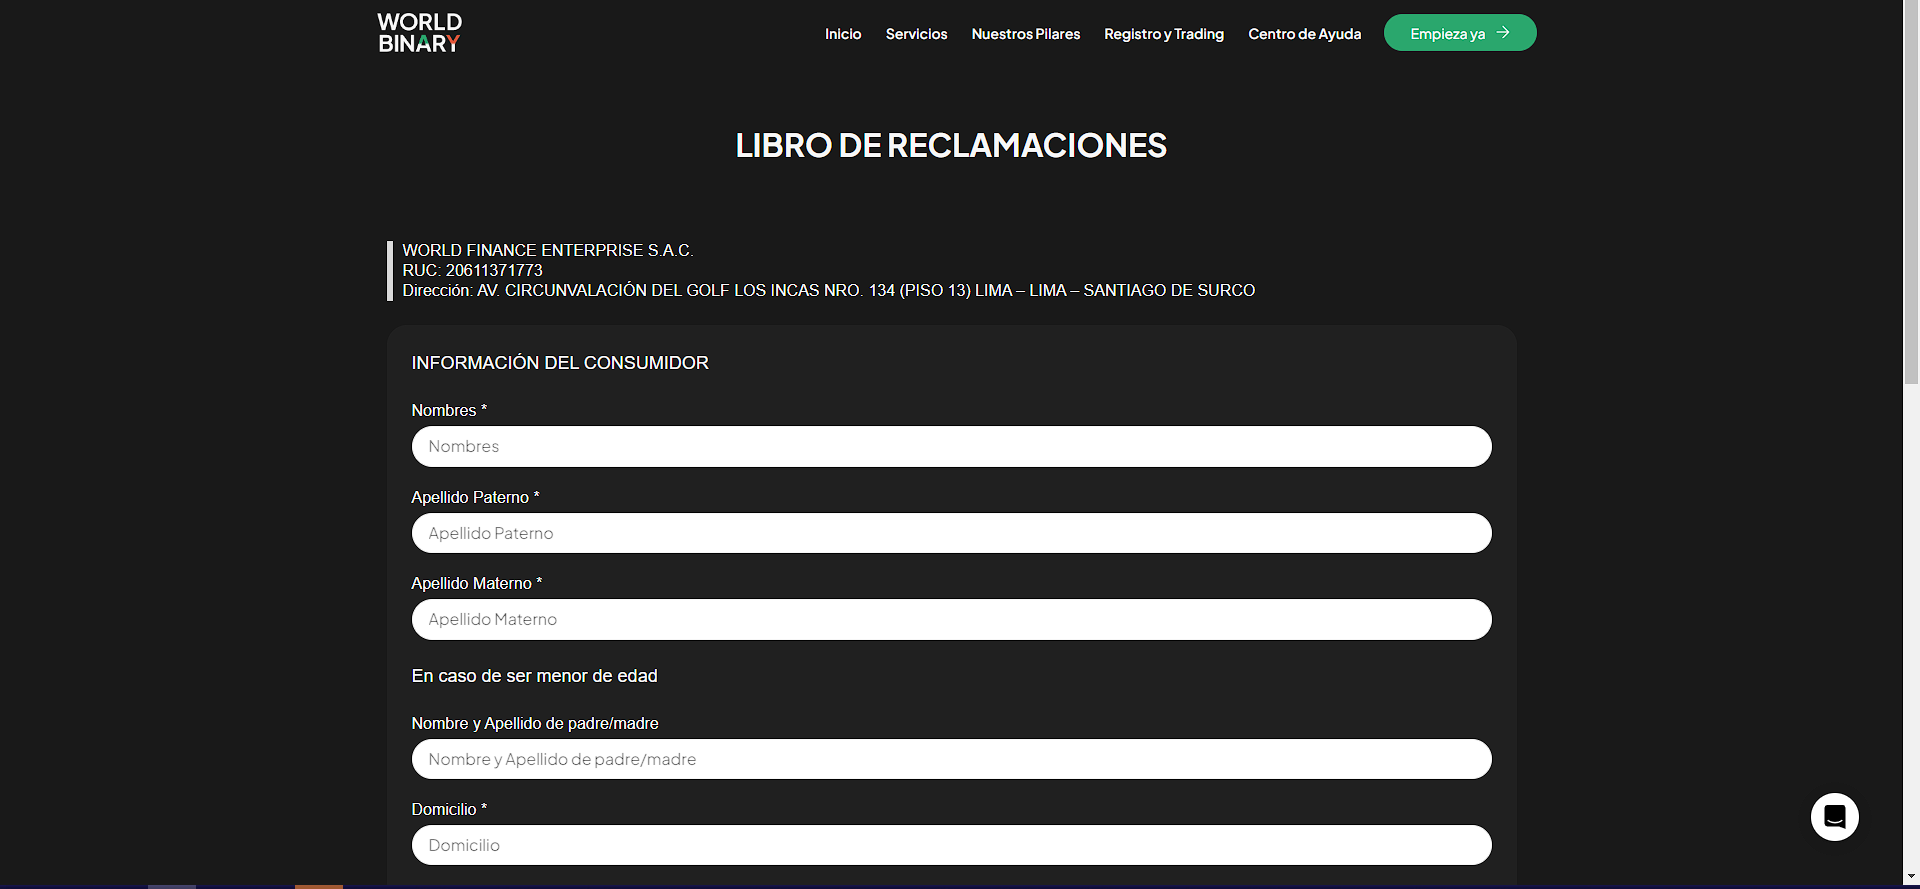 WORLD
BINARY
Inicio
Servicios
Nuestros Pilares
Registro y Trading
Centro de Ayuda
Empieza ya
LIBRO DE RECLAMACIONES
WORLD FINANCE ENTERPRISE S.A.C.
RUC: 20611371773
Dirección: AV. CIRCUNVALACIÓN DEL GOLF LOS INCAS NRO. 134 (PISO 13) LIMA – LIMA – SANTIAGO DE SURCO
INFORMACIÓN DEL CONSUMIDOR
Nombres *
Nombres
Apellido Paterno *
Apellido Paterno
Apellido Materno *
Apellido Materno
En caso de ser menor de edad
Nombre y Apellido de padre/madre
Nombre y Apellido de padre/madre
Domicilio *
Domicilio